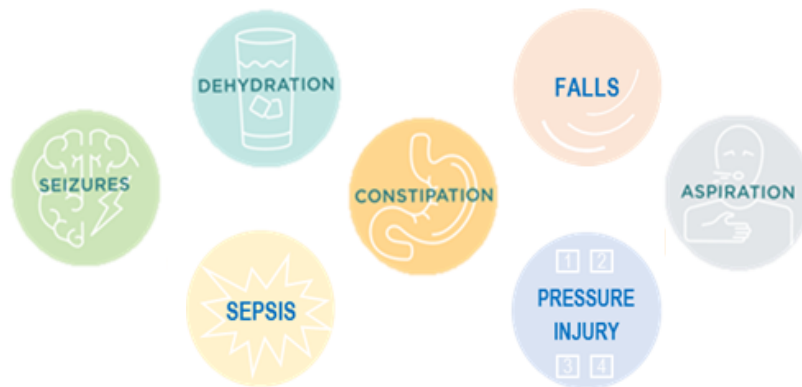 DEHYDRATION
FALLS
SEIZURES
CONSTIPATION
ASPIRATION
SEPSIS
1 2
PRESSURE
INJURY
3 4